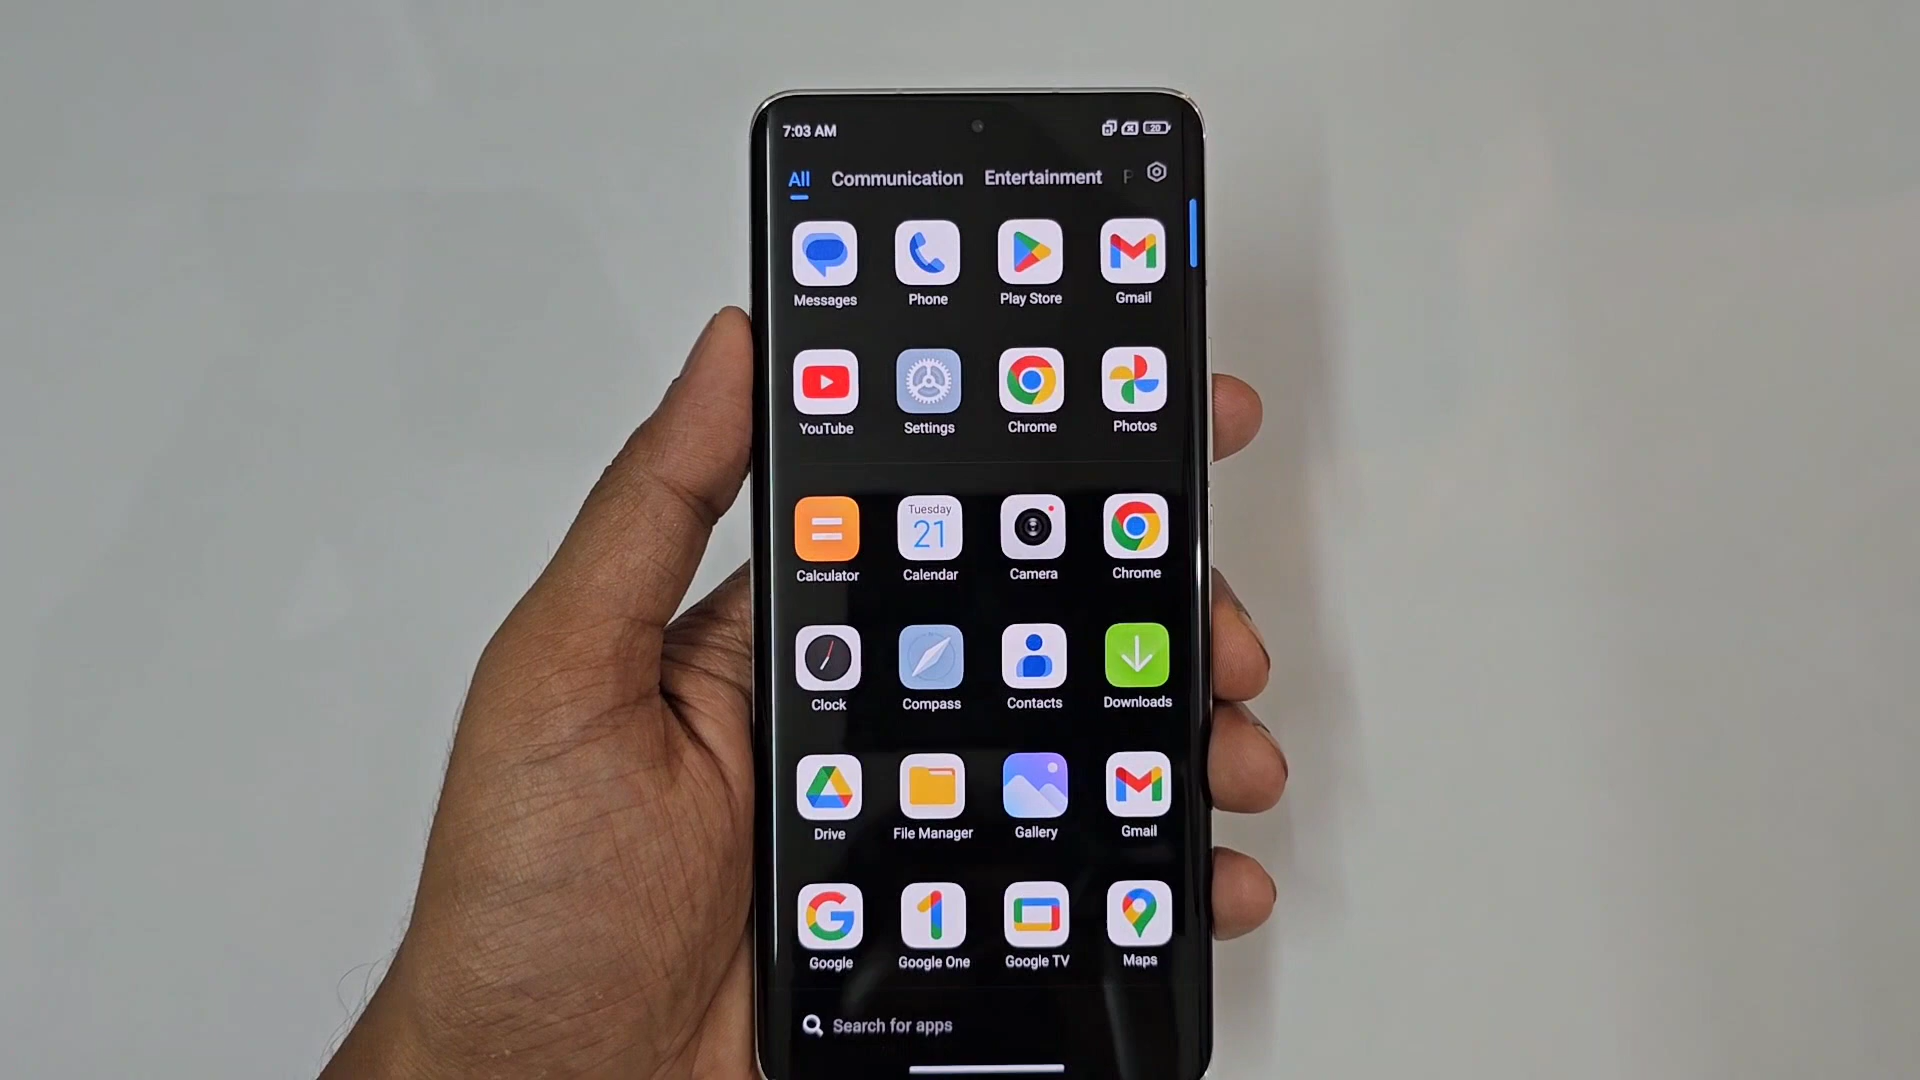 7:03 AM 20
All Communication Entertainment P
Messages Phone Play Store Gmail
YouTube Settings Chrome Photos
Tuesday
21
Calculator Calendar Camera Chrome
Clock Compass Contacts Downloads
Drive File Manager Gallery Gmail
Google Google One Google TV Maps
Search for apps